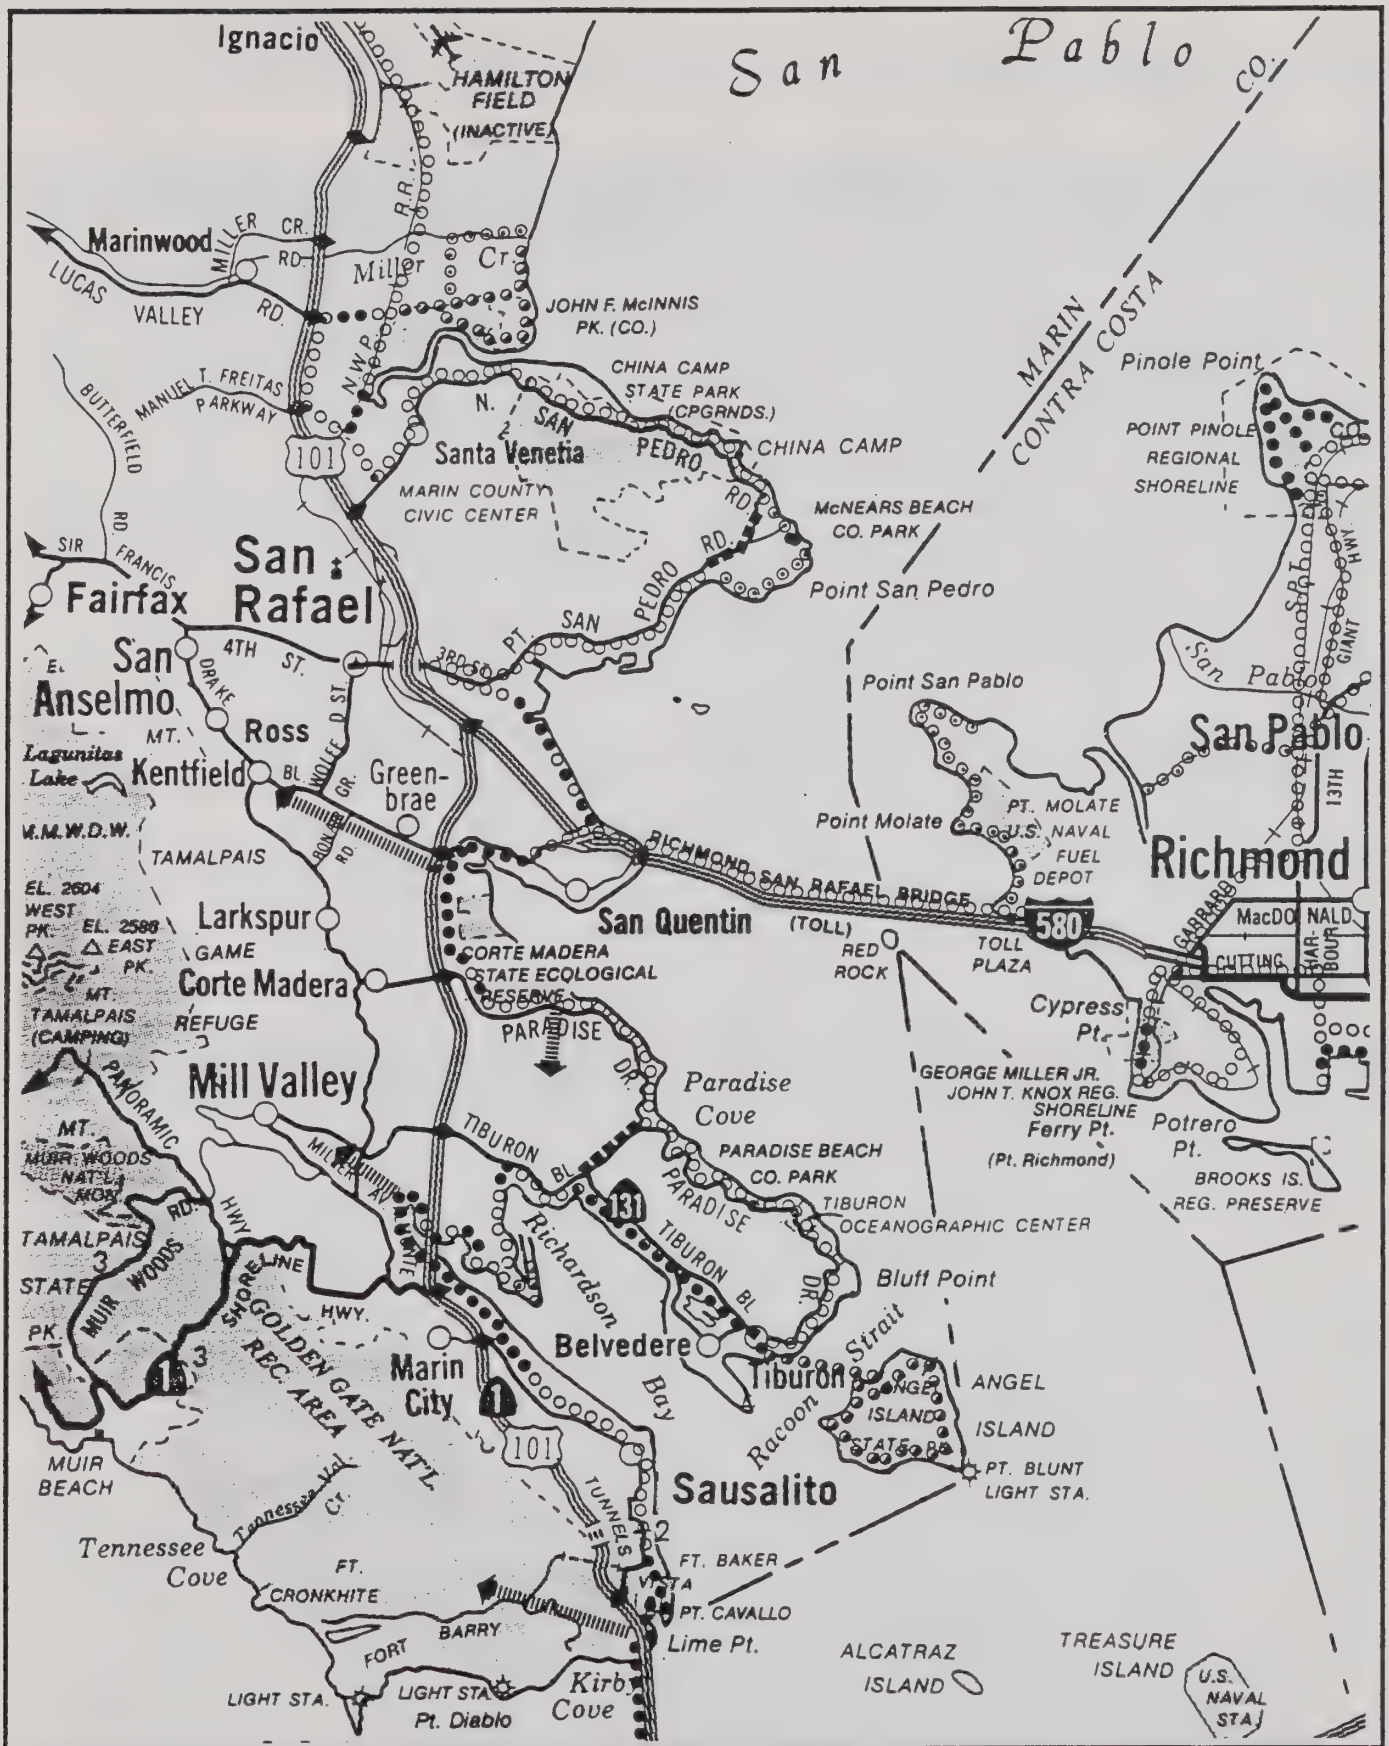 San Pablo
Ignacio
HAMILTON
FIELD
(INACTIVE)
CO.
R.R.
MILLER CR.
RD.
Marinwood
Miller Cr.
LUCAS
VALLEY
RD.
JOHN F. McINNIS
PK. (CO.)
N W P
MARIN
CONTRA COSTA
CHINA CAMP
STATE PARK
(CPGRNDS.)
Pinole Point
MANUEL T. FREITAS
PARKWAY
BUTTERFIELD
RD.
N. SAN PEDRO RD.
CO.
101
Santa Venetia
CHINA CAMP
POINT PINOLE
REGIONAL
SHORELINE
MARIN COUNTY
CIVIC CENTER
McNEARS BEACH
CO. PARK
SIR FRANCIS
DRAKE
BL.
San
Rafael
Fairfax
Point San Pedro
PT. SAN PEDRO RD.
S.P.T.
GIANT HWY.
San
Anselmo
4TH ST.
3RD ST.
D ST.
WOLFE GR.
San Pablo
Point San Pablo
San Pablo
E.
MT.
Ross
Lagunitas
Lake
Kentfield
Green-
brae
BON AIR
RD
13TH
PT. MOLATE
U.S. NAVAL
FUEL
DEPOT
Point Molate
M.M.W.D.W.
TAMALPAIS
RICHMOND SAN RAFAEL BRIDGE
(TOLL)
Richmond
EL. 2604
WEST
PK.
EL. 2586
EAST
PK.
Larkspur
GAME
San Quentin
580
GARRARD
MacDONALD
CUTTING
HAR-
BOUR
RED
ROCK
TOLL
PLAZA
CORTE MADERA
STATE ECOLOGICAL
RESERVE
Corte Madera
REFUGE
MT.
TAMALPAIS
(CAMPING)
PARADISE
DR.
Cypress
Pt.
PANORAMIC
HWY
Mill Valley
Paradise
Cove
GEORGE MILLER JR.
JOHN T. KNOX REG.
SHORELINE
Ferry Pt.
(Pt. Richmond)
Potrero
Pt.
MT.
MUIR WOODS
NAT'L.
MON.
MILLER AV
TIBURON
BL
PARADISE BEACH
CO. PARK
BROOKS IS.
REG. PRESERVE
131
PARADISE
DR.
TIBURON
OCEANOGRAPHIC CENTER
TAMALPAIS
STATE
PK.
3
MUIR WOODS
RD.
SHORELINE
HWY.
Richardson
Bay
TIBURON
BL
Bluff Point
GOLDEN GATE NAT'L
REC. AREA
1
3
Belvedere
Tiburon
Racoon Strait
Marin
City
ANGEL
ISLAND
STATE PK
ANGEL
ISLAND
1
101
MUIR
BEACH
PT. BLUNT
LIGHT STA.
Sausalito
TUNNELS
Tennessee Val.
Cr.
Tennessee
Cove
2
FT.
CRONKHITE
FT. BAKER
VISTA
PT. CAVALLO
FORT
BARRY
Lime Pt.
ALCATRAZ
ISLAND
TREASURE
ISLAND
U.S.
NAVAL
STA.
LIGHT STA.
LIGHT STA.
Pt. Diablo
Kirby
Cove